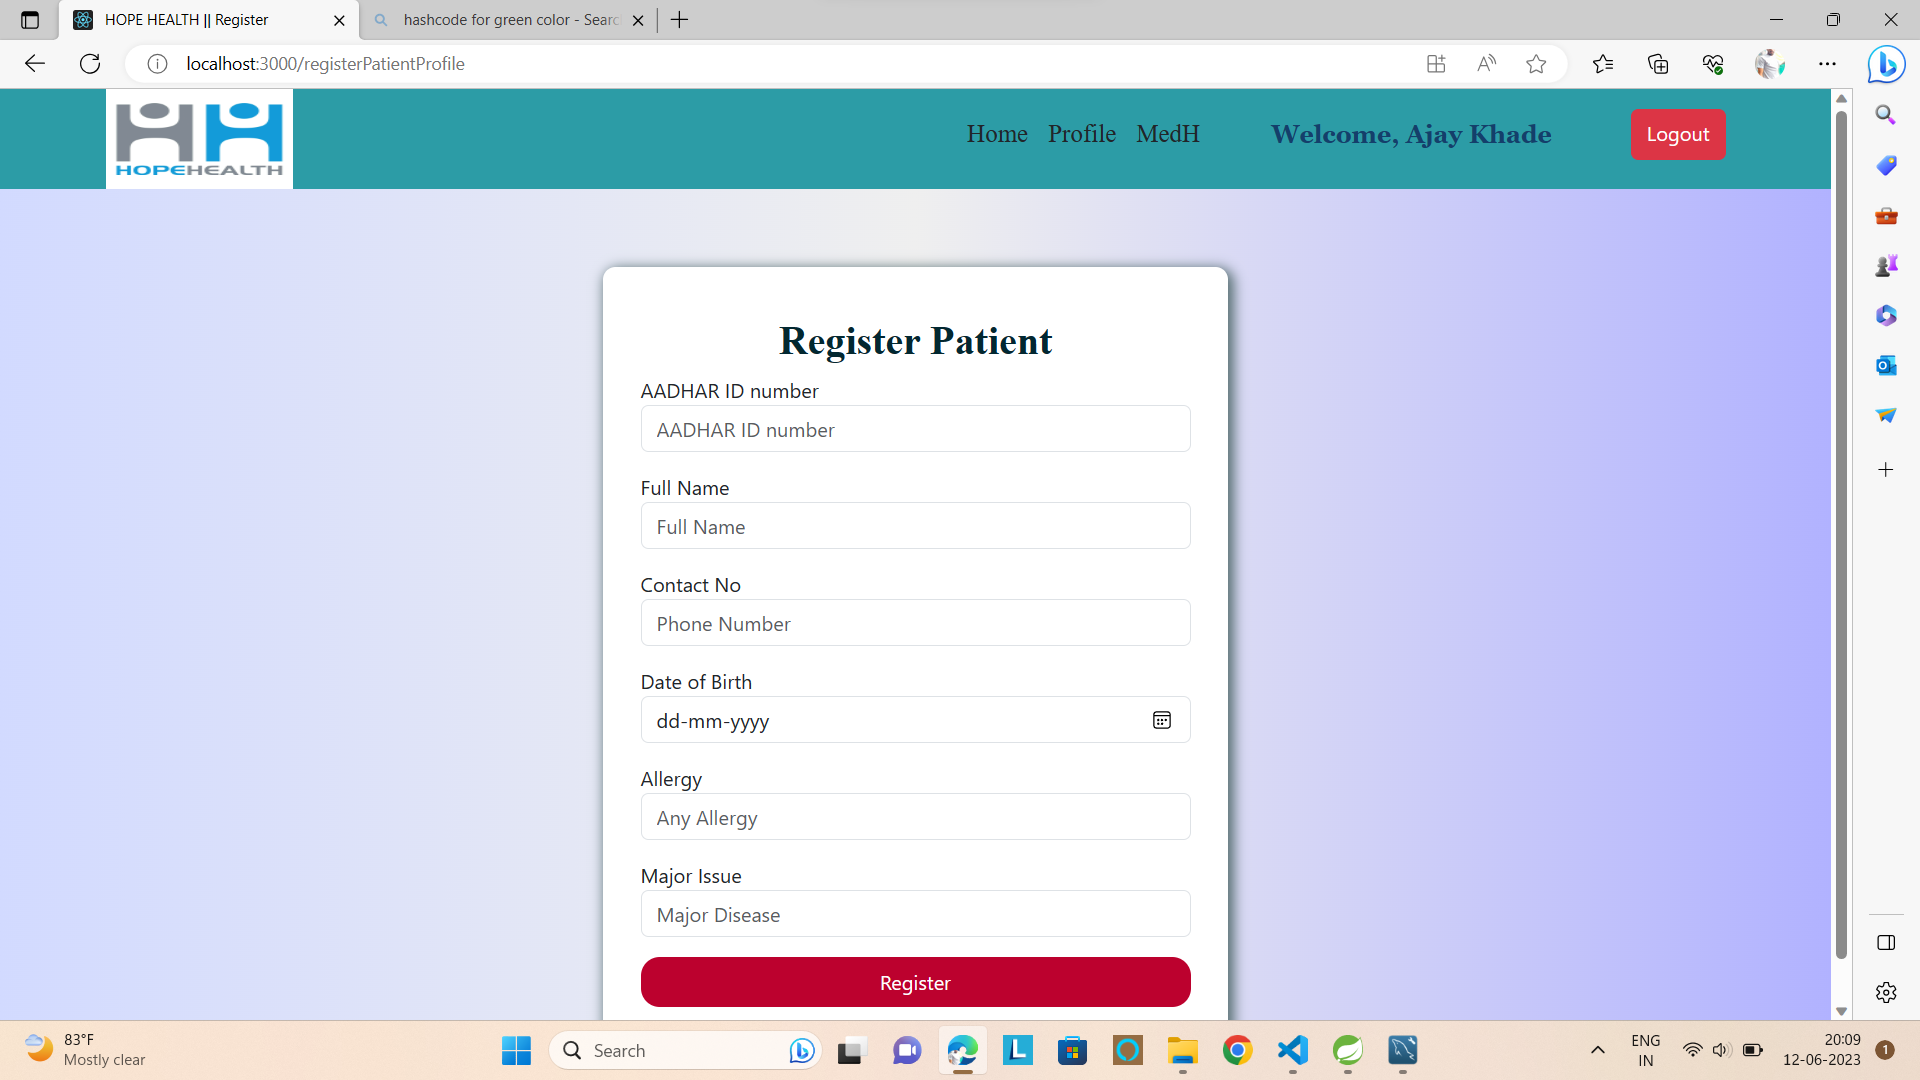 HOPE HEALTH || Register
hashcode for green color - Searc
localhost:3000/registerPatientProfile
HOPEHEALTH
Home Profile MedH Welcome, Ajay Khade Logout
Register Patient
AADHAR ID number
AADHAR ID number
Full Name
Full Name
Contact No
Phone Number
Date of Birth
dd-mm-yyyy
Allergy
Any Allergy
Major Issue
Major Disease
Register
83°F
Mostly clear
Search
L
ENG
IN
20:09
12-06-2023
1